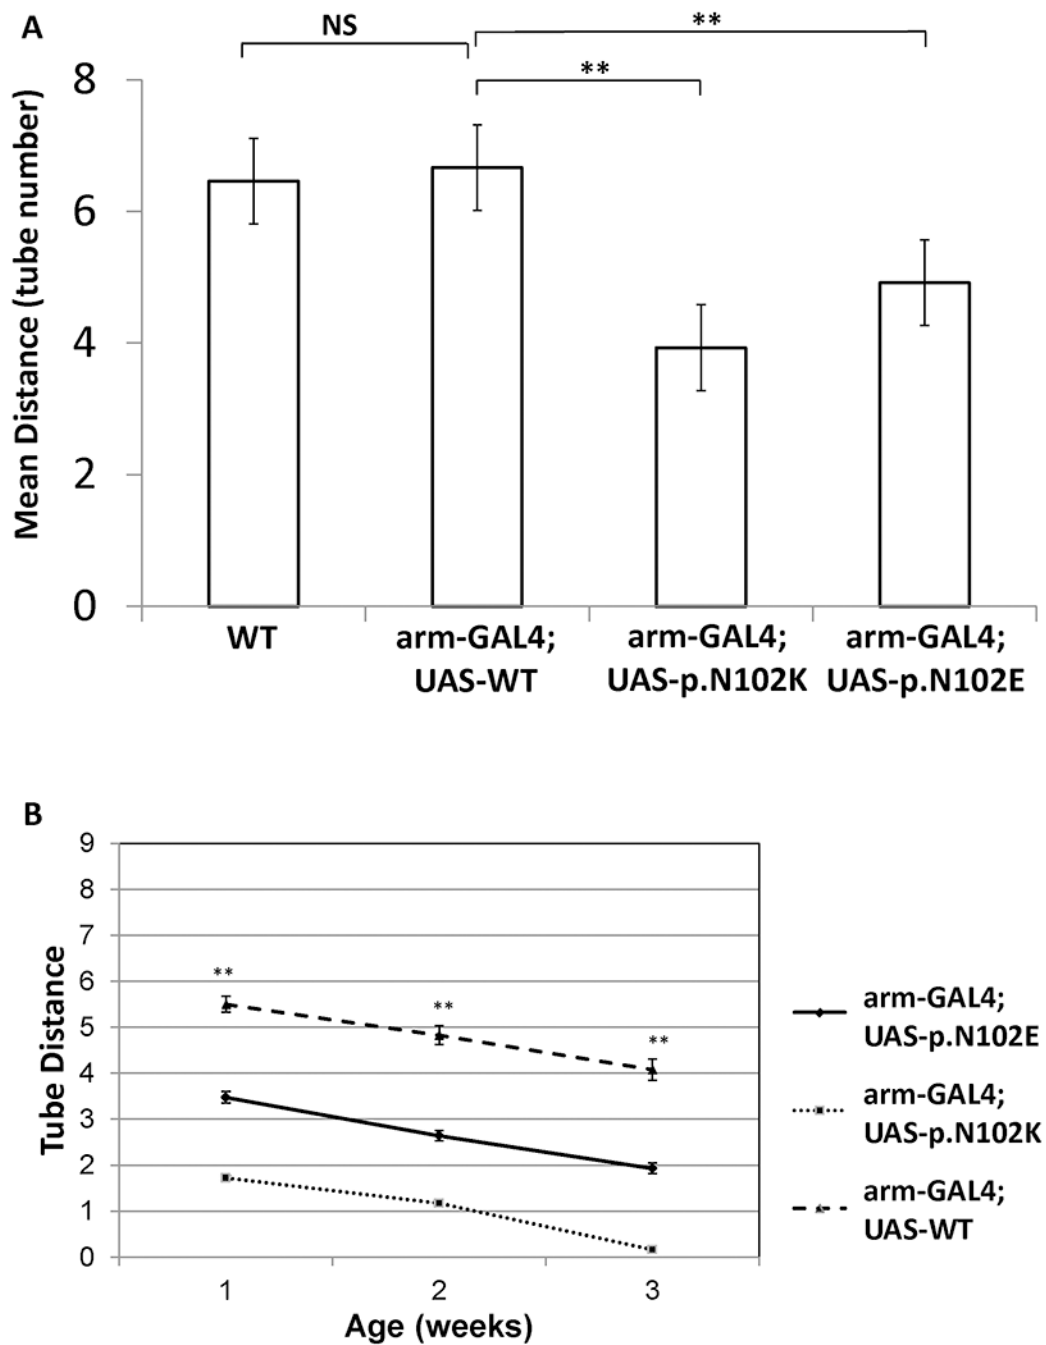 A
NS
**
**
8
6
4
2
0
Mean Distance (tube number)
WT
arm-GAL4;
UAS-WT
arm-GAL4;
UAS-p.N102K
arm-GAL4;
UAS-p.N102E
B
9
8
7
6
5
4
3
2
1
0
Tube Distance
**
**
**
1
2
3
Age (weeks)
arm-GAL4;
UAS-p.N102E
arm-GAL4;
UAS-p.N102K
arm-GAL4;
UAS-WT